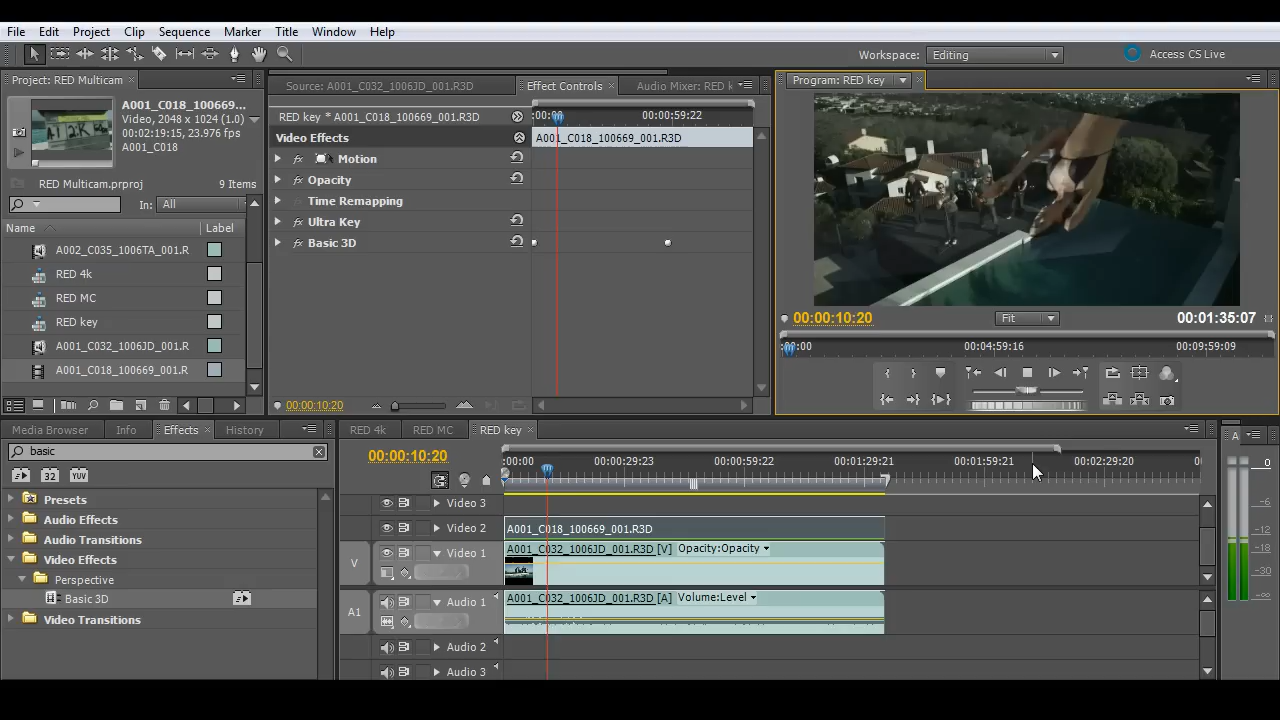 File Edit Project Clip Sequence Marker Title Window Help
Workspace: Editing Access CS Live
Project: RED Multicam
A001_C018_100669...
Video, 2048 x 1024 (1.0)
00:02:19:15, 23.976 fps
A001_C018
RED Multicam.prproj 9 Items
In: All
Name Label
A002_C035_1006TA_001.R
RED 4k
RED MC
RED key
A001_C032_1006JD_001.R
A001_C018_100669_001.R
Source: A001_C032_1006JD_001.R3D Effect Controls Audio Mixer: RED k
RED key * A001_C018_100669_001.R3D
:00:00 00:00:59:22
Video Effects
A001_C018_100669_001.R3D
Motion
Opacity
Time Remapping
Ultra Key
Basic 3D
00:00:10:20
Program: RED key
00:00:10:20 Fit 00:01:35:07
:00:00 00:04:59:16 00:09:59:09
Media Browser Info Effects History
basic
32 YUV
Presets
Audio Effects
Audio Transitions
Video Effects
Perspective
Basic 3D
Video Transitions
RED 4k RED MC RED key
00:00:10:20
:00:00 00:00:29:23 00:00:59:22 00:01:29:21 00:01:59:21 00:02:29:20
Video 3
Video 2 A001_C018_100669_001.R3D
V Video 1 A001_C032_1006JD_001.R3D [V] Opacity:Opacity
A1 Audio 1 A001_C032_1006JD_001.R3D [A] Volume:Level
Audio 2
Audio 3
A
0
-6
-12
-18
-30
-∞